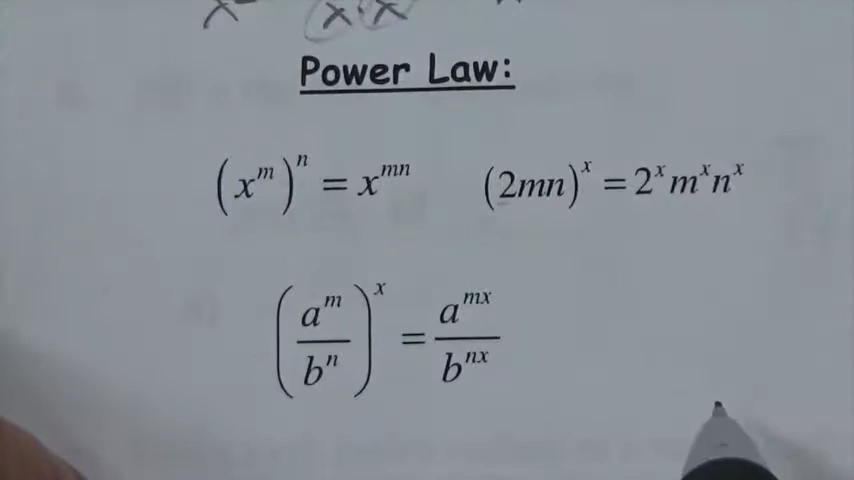 x x·x
Power Law:
(x^m)^n = x^{mn} (2mn)^x = 2^x m^x n^x
(a^m/b^n)^x = a^{mx}/b^{nx}